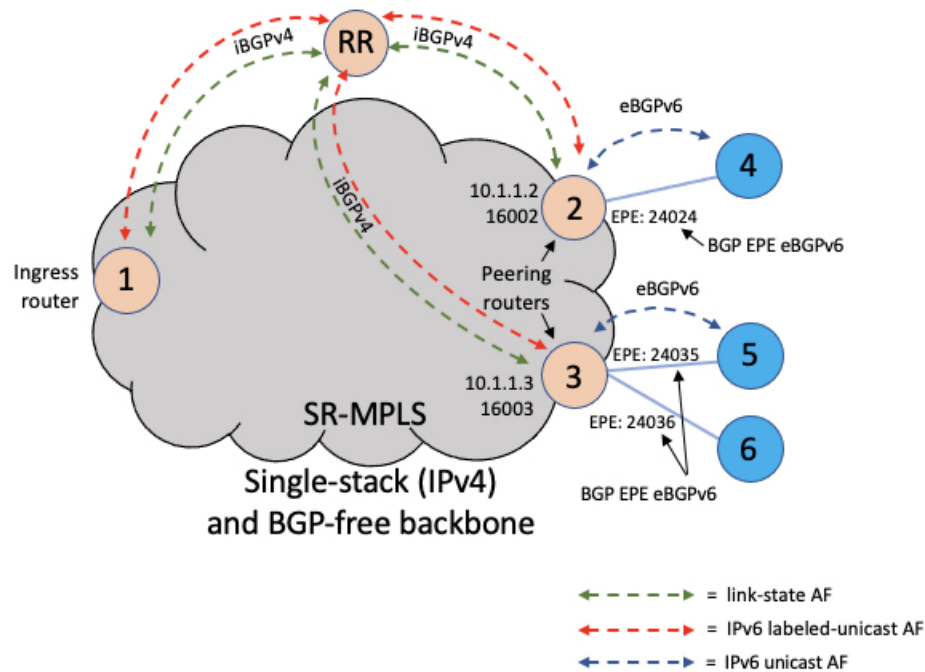 RR
iBGPv4
iBGPv4
iBGPv4
eBGPv6
4
10.1.1.2
16002
2
EPE: 24024
BGP EPE eBGPv6
Ingress
router
1
Peering
routers
eBGPv6
EPE: 24035
5
10.1.1.3
16003
3
EPE: 24036
6
SR-MPLS
BGP EPE eBGPv6
Single-stack (IPv4)
and BGP-free backbone
= link-state AF
= IPv6 labeled-unicast AF
= IPv6 unicast AF